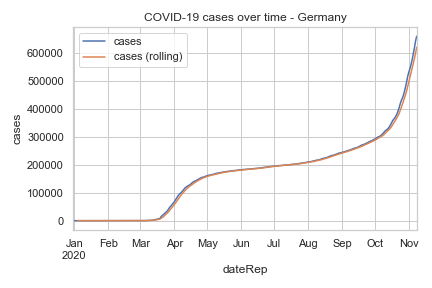 COVID-19 cases over time - Germany
cases
cases (rolling)
600000
500000
400000
300000
200000
100000
0
cases
Jan Feb Mar Apr May Jun Jul Aug Sep Oct Nov
2020
dateRep